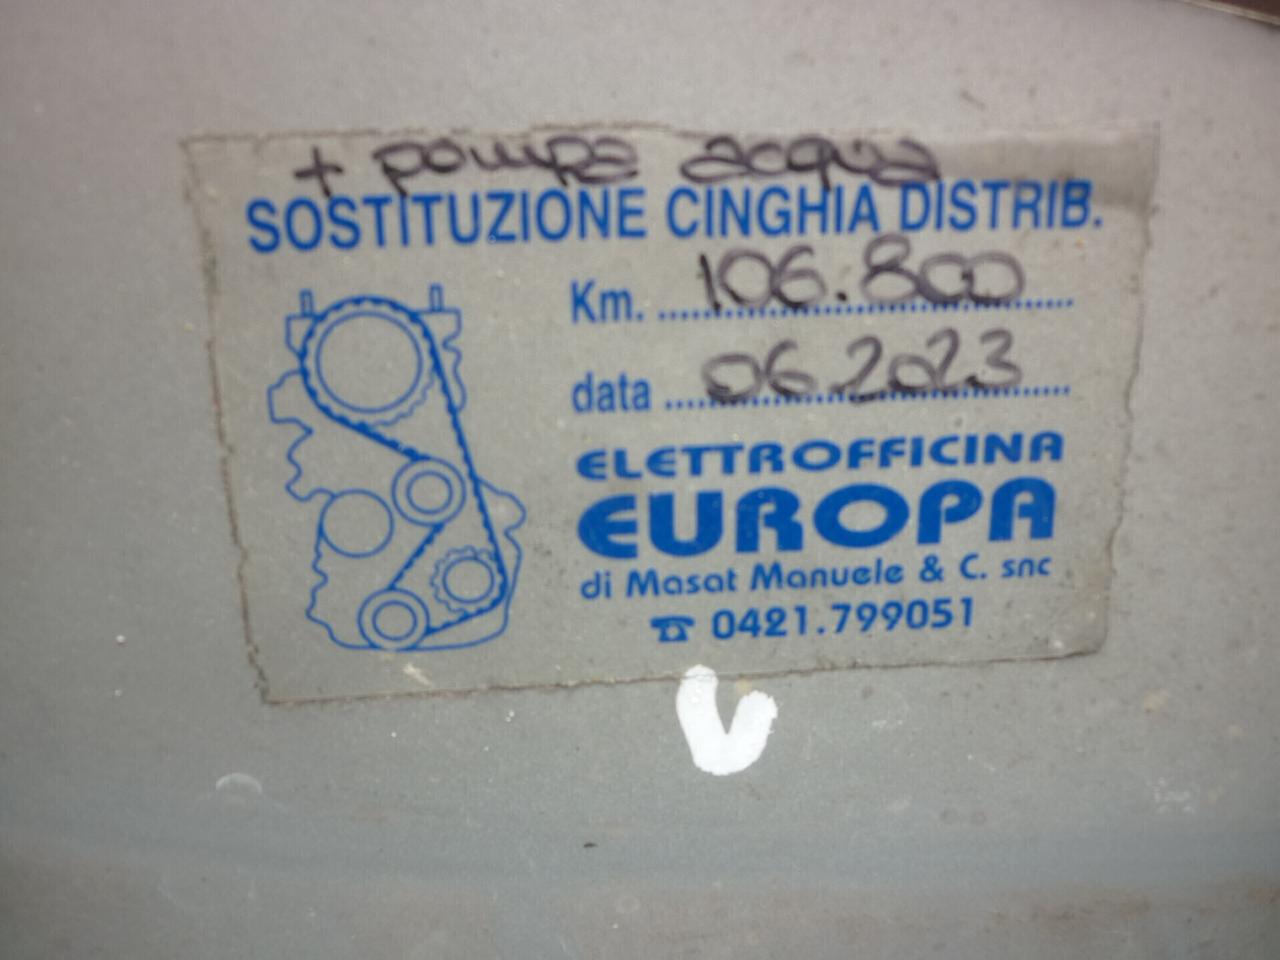 + pompa acqua
SOSTITUZIONE CINGHIA DISTRIB.
Km. 106.800
data 06.2023
ELETTROFFICINA
EUROPA
di Masat Manuele & C. snc
☎ 0421.799051